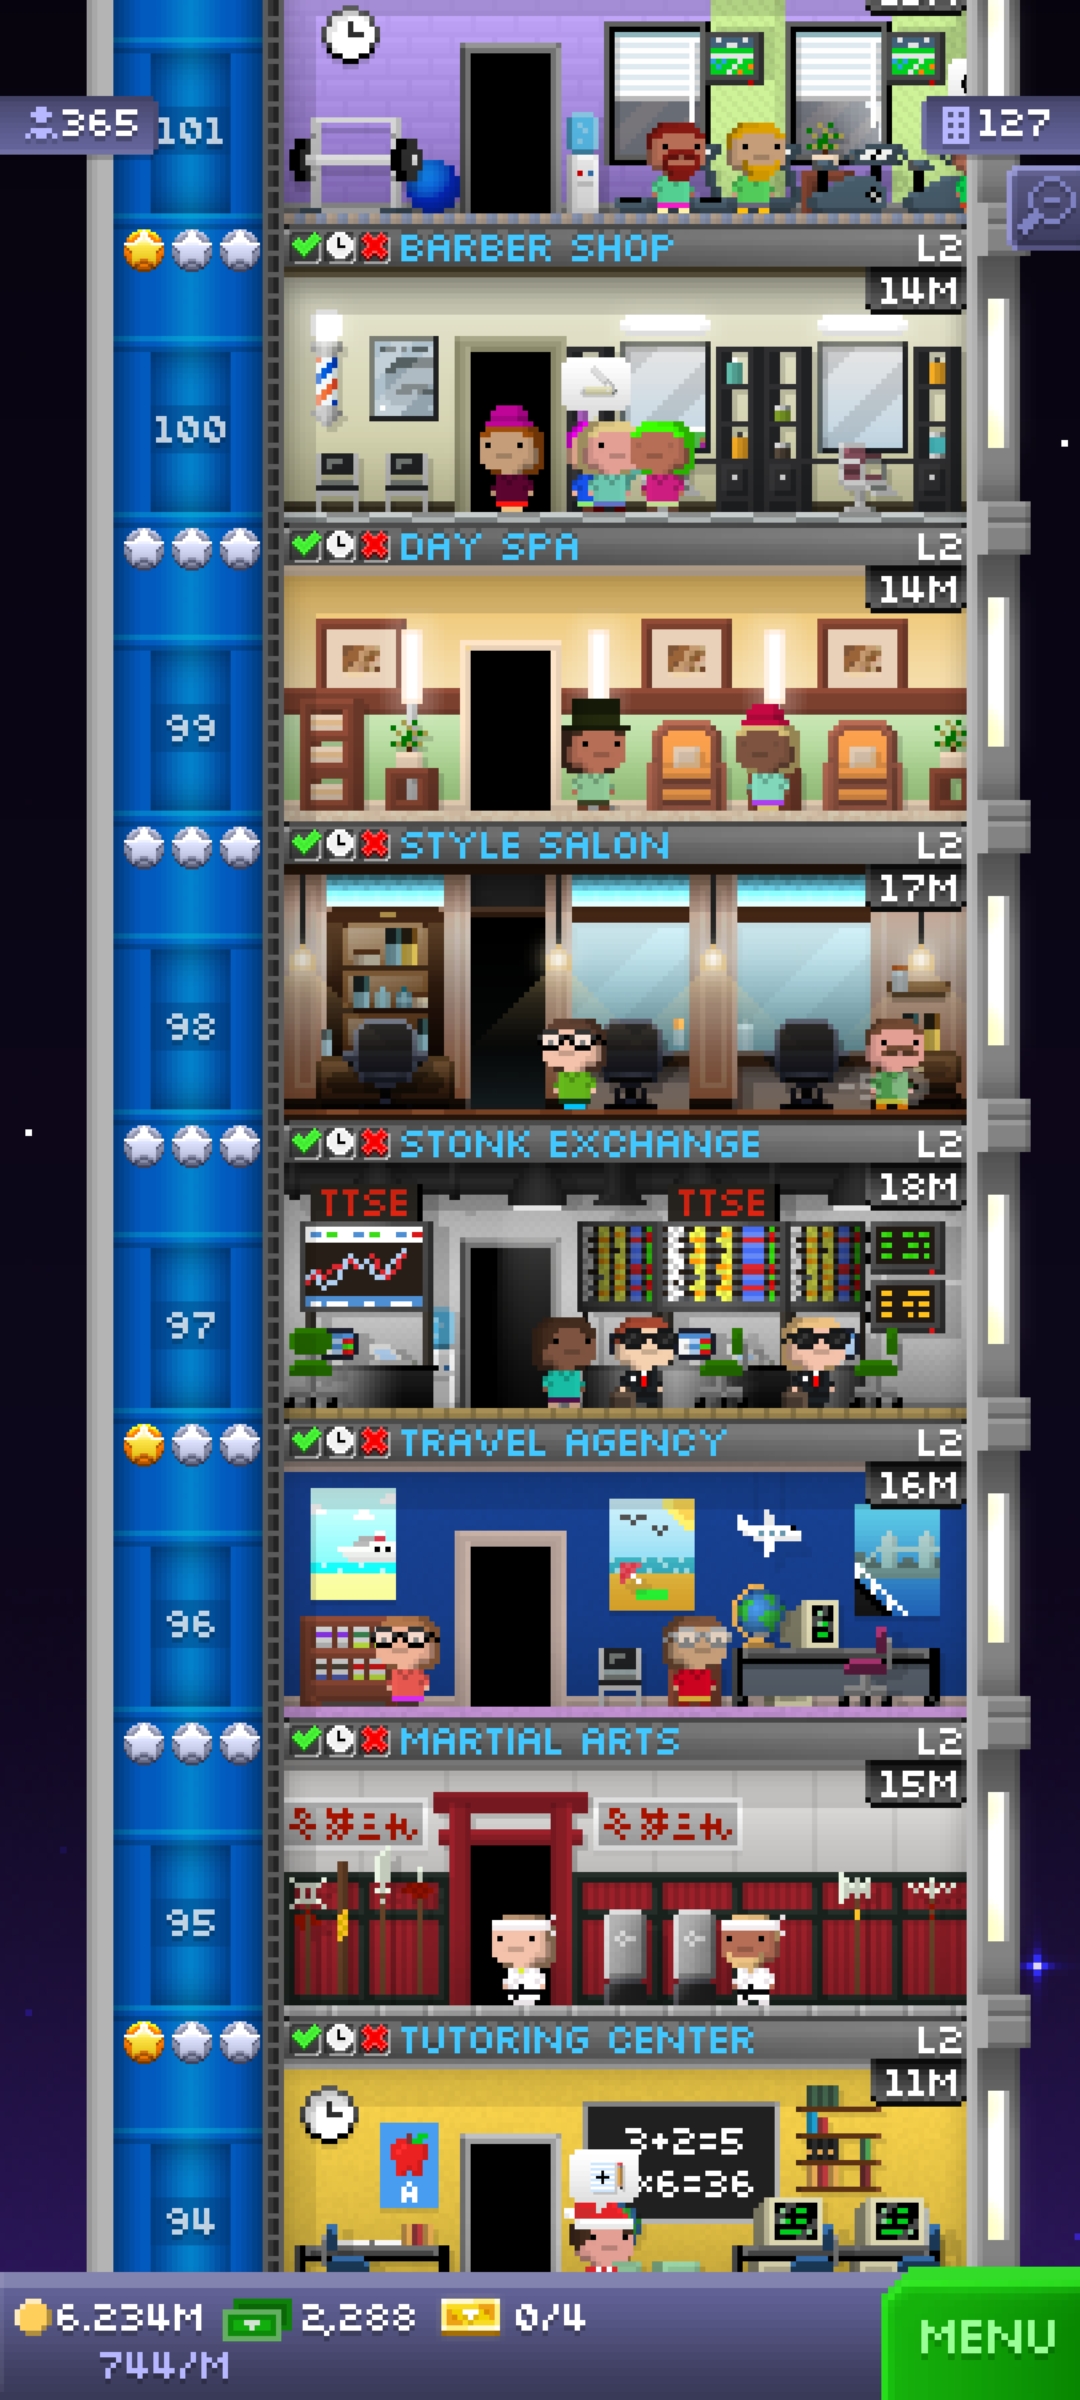 365
101
127
BARBER SHOP L2
14M
100
DAY SPA L2
14M
99
STYLE SALON L2
17M
98
STONK EXCHANGE L2
18M
TTSE TTSE
97
TRAVEL AGENCY L2
16M
96
MARTIAL ARTS L2
15M
95
TUTORING CENTER L2
11M
3+2=5
×6=36
A
94
6.234M 2,288 0/4
744/M
MENU